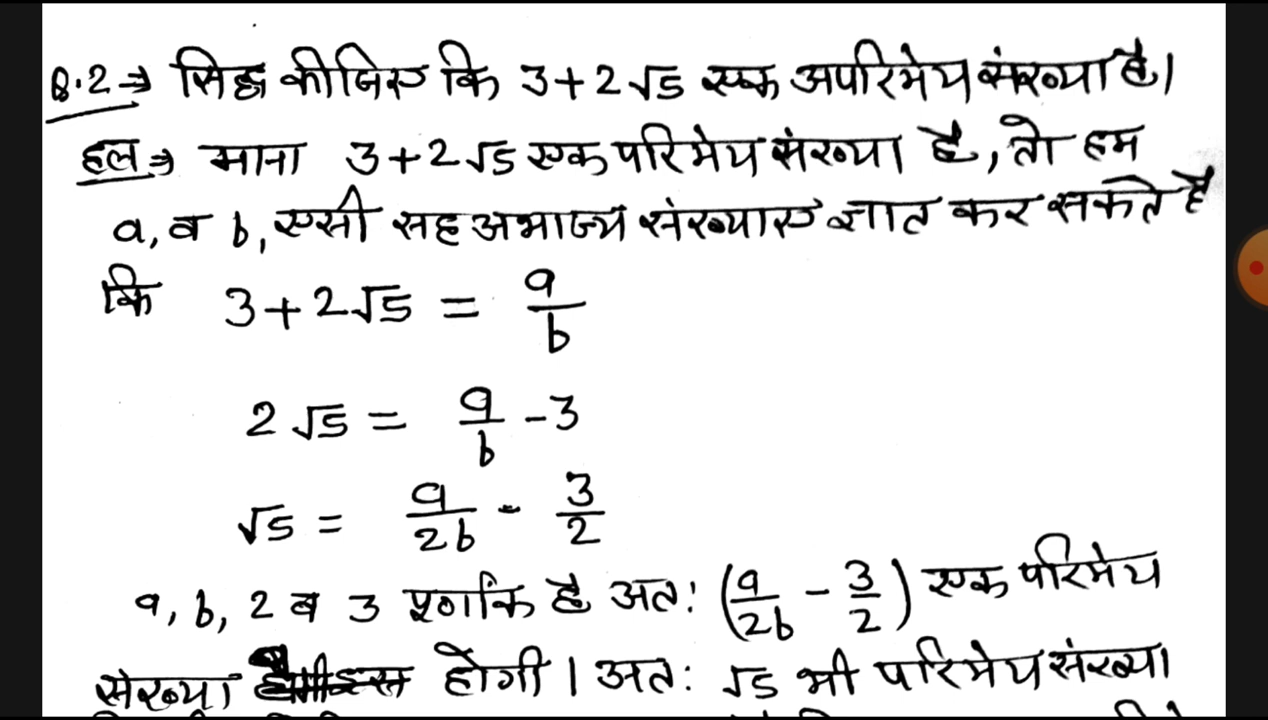 Q.2⇒ सिद्ध कीजिए कि 3+2√5 एक अपरिमेय संख्या है।
हल⇒ माना 3+2√5 एक परिमेय संख्या है, तो हम
a, व b, एसी सह अभाज्य संख्याए ज्ञात कर सकते है
कि 3+2√5 = a/b
2√5 = a/b - 3
√5 = a/2b - 3/2
a, b, 2 व 3 पूर्णांक है अतः (a/2b - 3/2) एक परिमेय
संख्या होगी। अतः √5 भी परिमेय संख्या